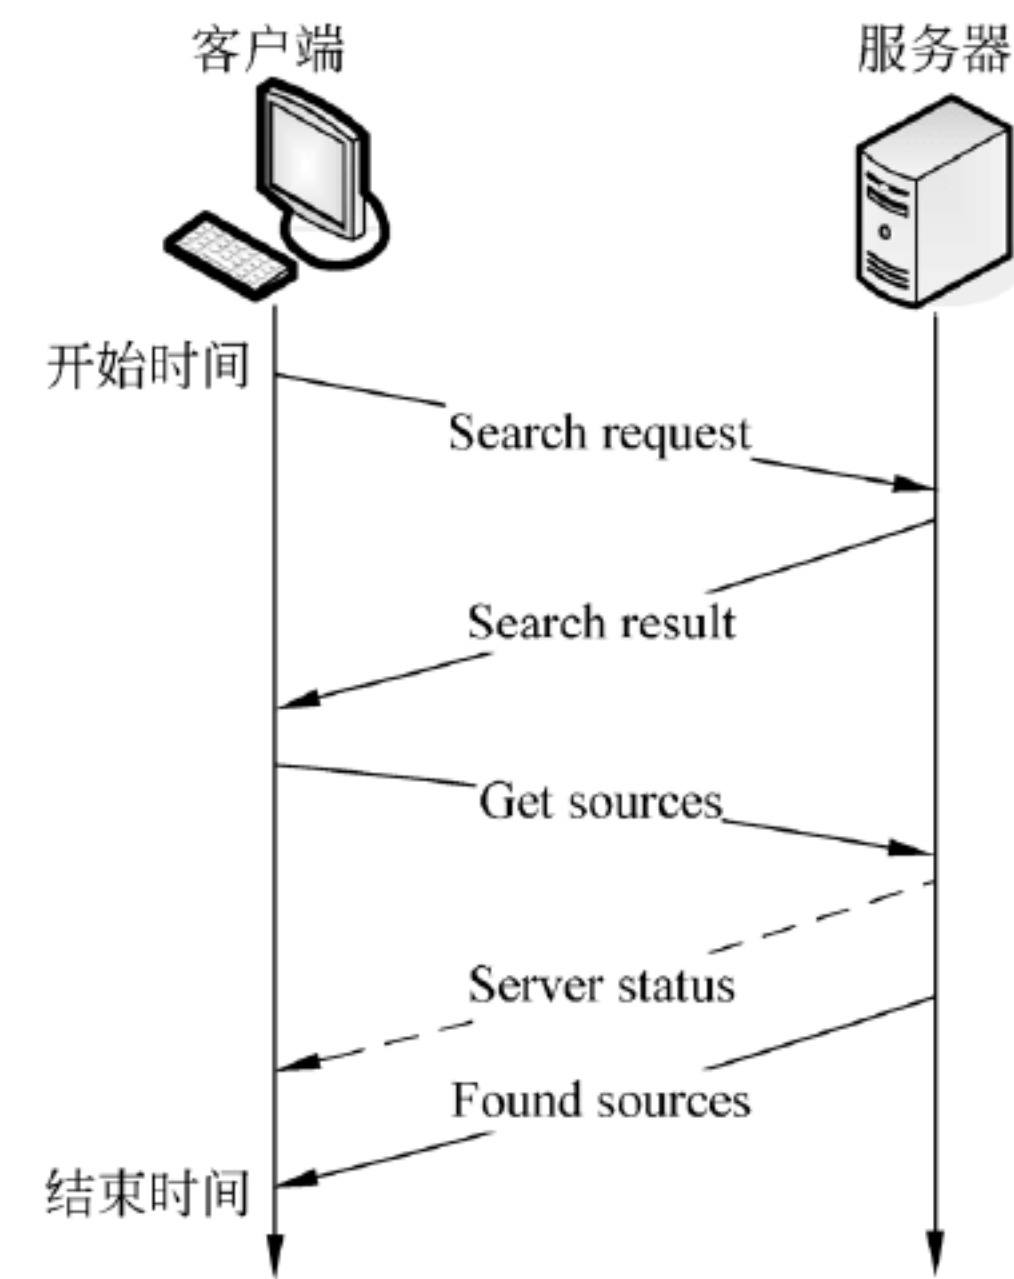 客户端
服务器
开始时间
Search request
Search result
Get sources
Server status
Found sources
结束时间